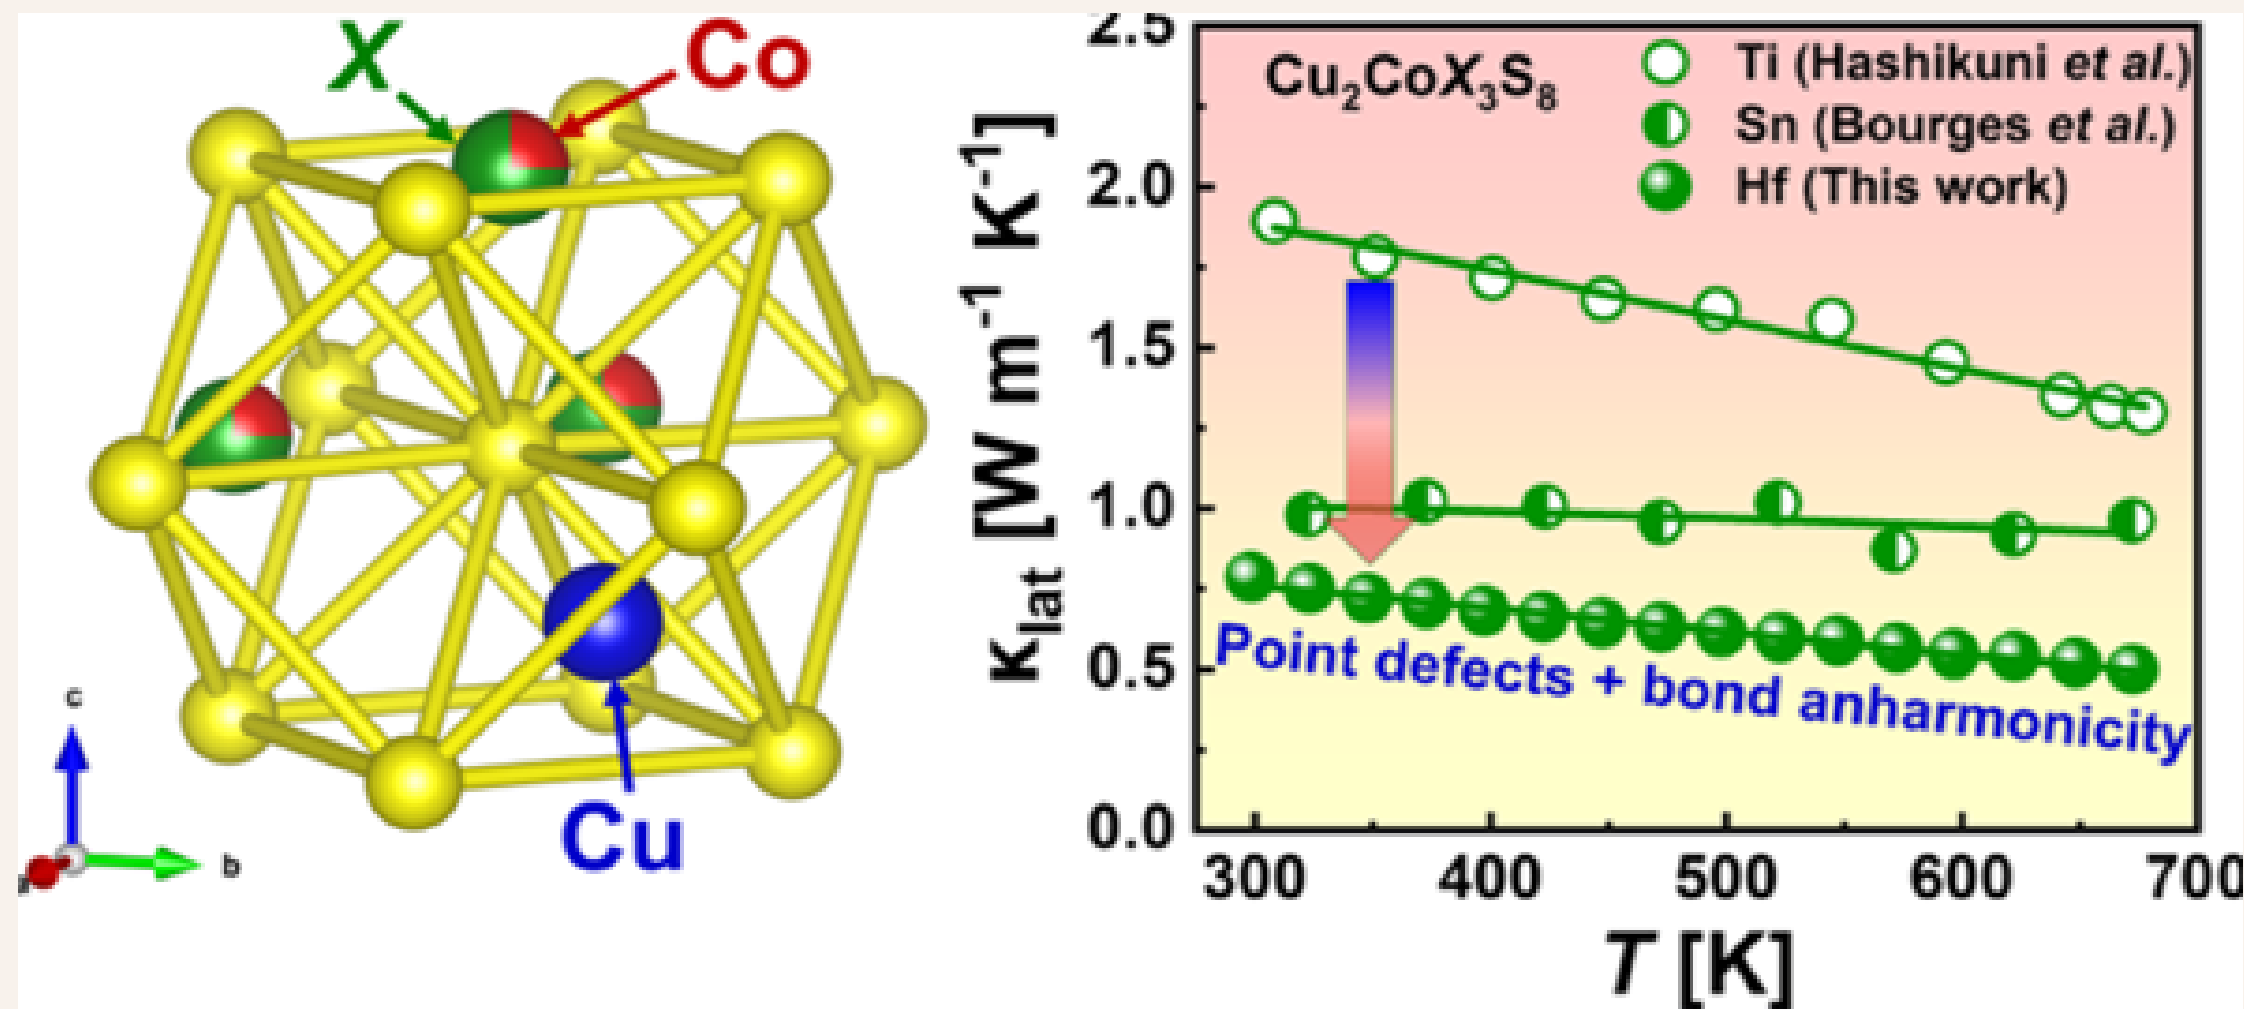 X
Co
Cu
c
b
Cu₂CoX₃S₈
Ti (Hashikuni et al.)
Sn (Bourges et al.)
Hf (This work)
2.5
2.0
1.5
1.0
0.5
0.0
κlat [W m⁻¹ K⁻¹]
Point defects + bond anharmonicity
300 400 500 600 700
T [K]